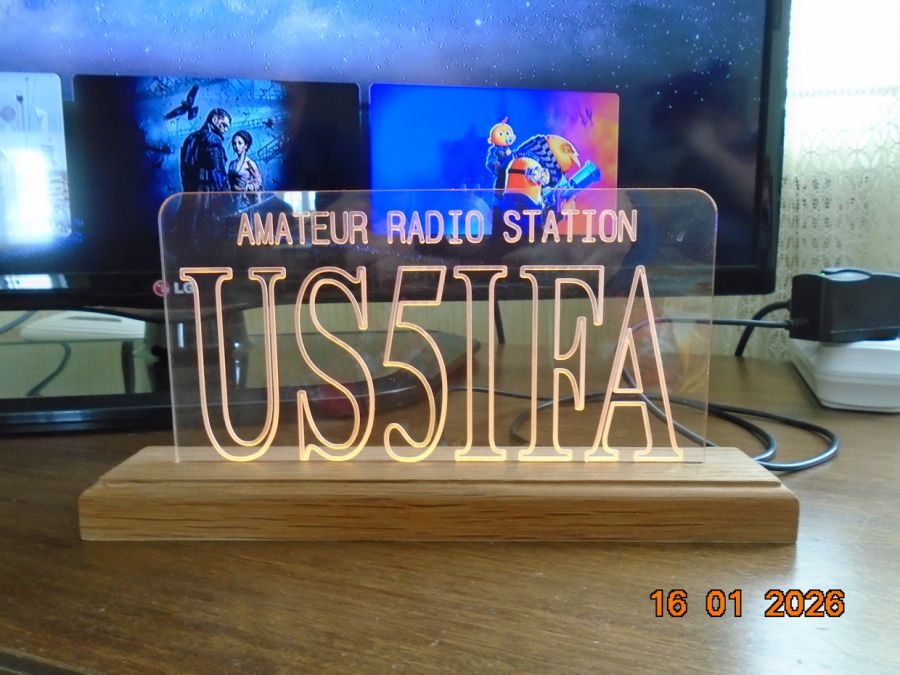 AMATEUR RADIO STATION
US5IFA
LG
16 01 2026